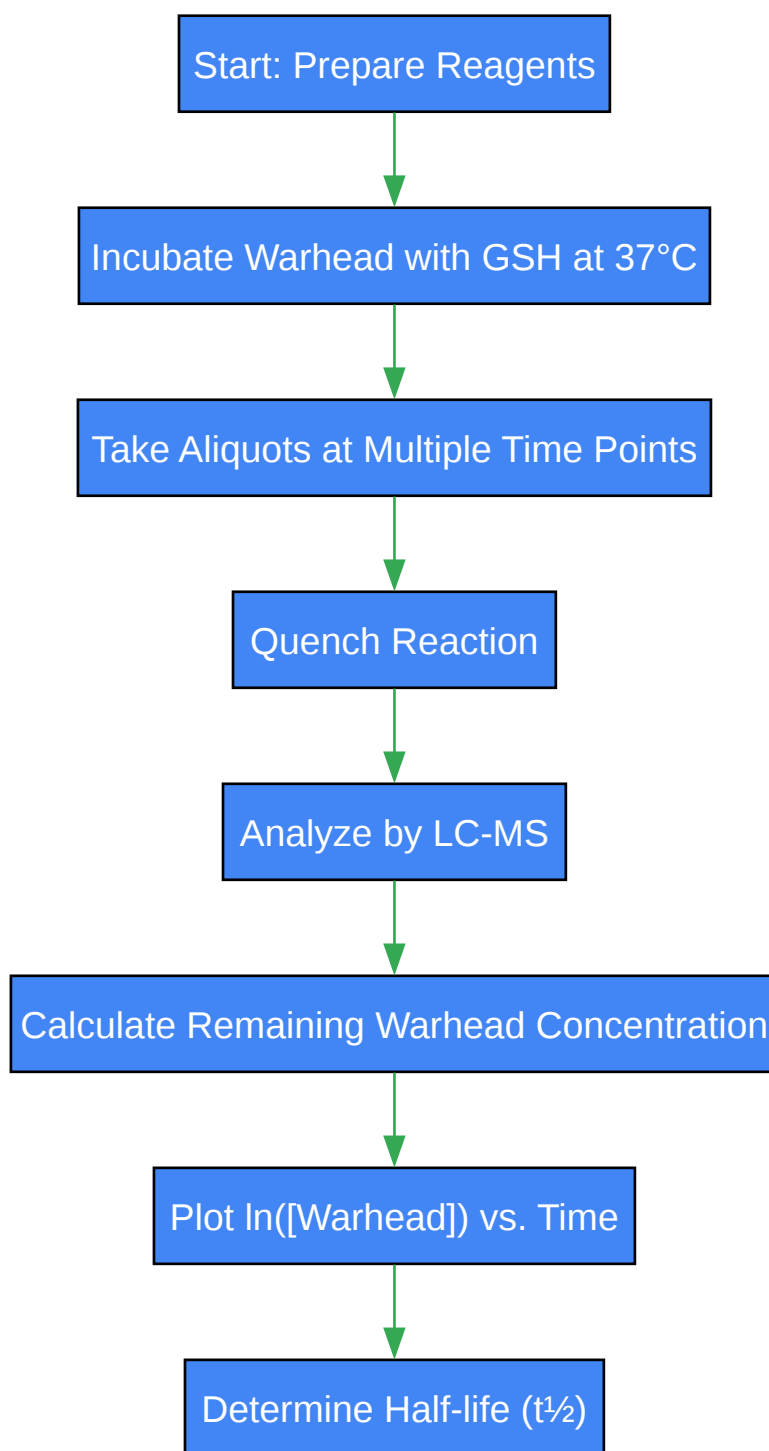 Start: Prepare Reagents
Incubate Warhead with GSH at 37°C
Take Aliquots at Multiple Time Points
Quench Reaction
Analyze by LC-MS
Calculate Remaining Warhead Concentration
Plot ln([Warhead]) vs. Time
Determine Half-life (t½)